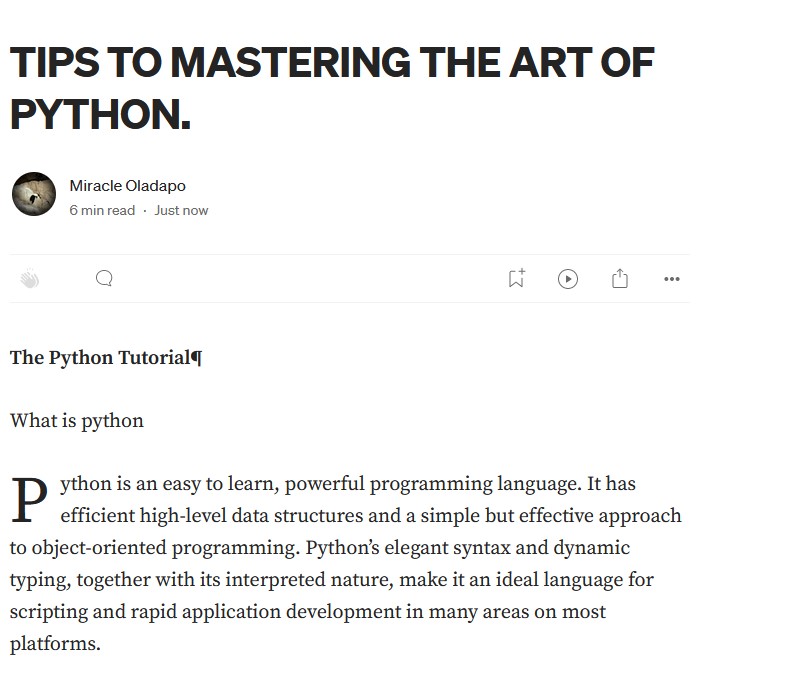 TIPS TO MASTERING THE ART OF
PYTHON.
Miracle Oladapo
6 min read · Just now
The Python Tutorial¶
What is python
Python is an easy to learn, powerful programming language. It has
efficient high-level data structures and a simple but effective approach
to object-oriented programming. Python’s elegant syntax and dynamic
typing, together with its interpreted nature, make it an ideal language for
scripting and rapid application development in many areas on most
platforms.